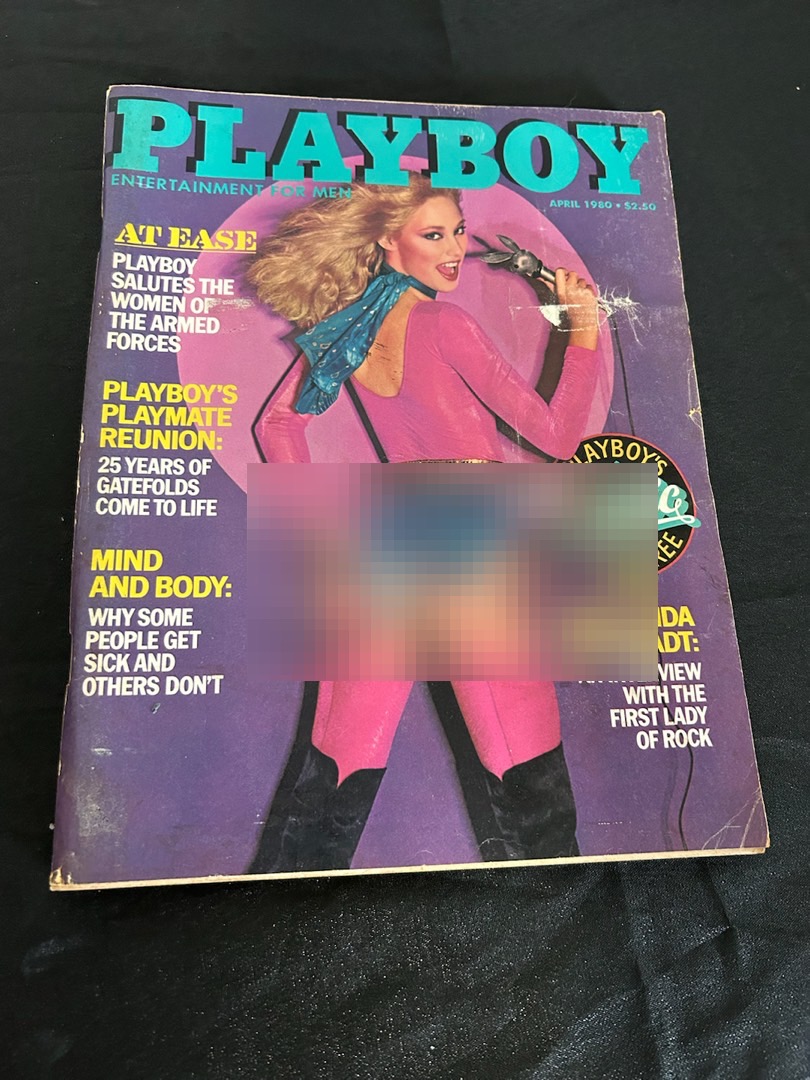 PLAYBOY
ENTERTAINMENT FOR MEN
APRIL 1980 • $2.50
AT EASE
PLAYBOY
SALUTES THE
WOMEN OF
THE ARMED
FORCES
PLAYBOY'S
PLAYMATE
REUNION:
25 YEARS OF
GATEFOLDS
COME TO LIFE
MIND
AND BODY:
WHY SOME
PEOPLE GET
SICK AND
OTHERS DON'T
PLAYBOY'S
WITH THE
FIRST LADY
OF ROCK